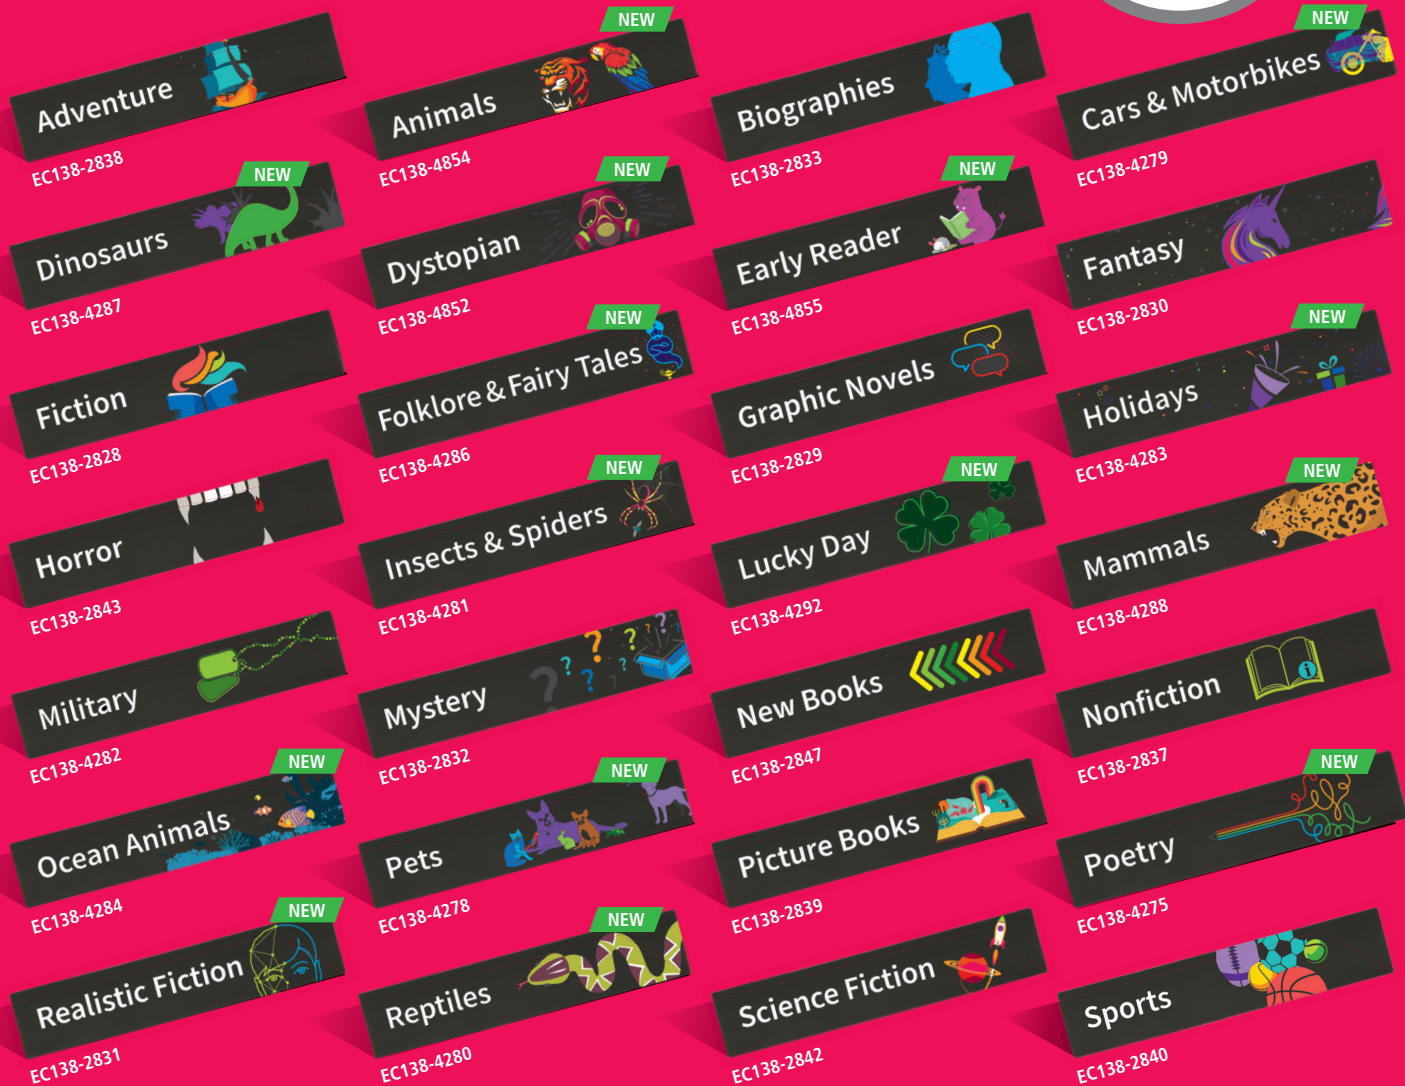 Adventure
EC138-2838
NEW
Animals
EC138-4854
Biographies
EC138-2833
NEW
Cars & Motorbikes
EC138-4279
NEW
Dinosaurs
EC138-4287
NEW
Dystopian
EC138-4852
NEW
Early Reader
EC138-4855
Fantasy
EC138-2830
Fiction
EC138-2828
NEW
Folklore & Fairy Tales
EC138-4286
Graphic Novels
EC138-2829
NEW
Holidays
EC138-4283
Horror
EC138-2843
NEW
Insects & Spiders
EC138-4281
NEW
Lucky Day
EC138-4292
NEW
Mammals
EC138-4288
Military
EC138-4282
Mystery
EC138-2832
New Books
EC138-2847
Nonfiction
EC138-2837
NEW
Ocean Animals
EC138-4284
NEW
Pets
EC138-4278
Picture Books
EC138-2839
NEW
Poetry
EC138-4275
NEW
Realistic Fiction
EC138-2831
NEW
Reptiles
EC138-4280
Science Fiction
EC138-2842
Sports
EC138-2840